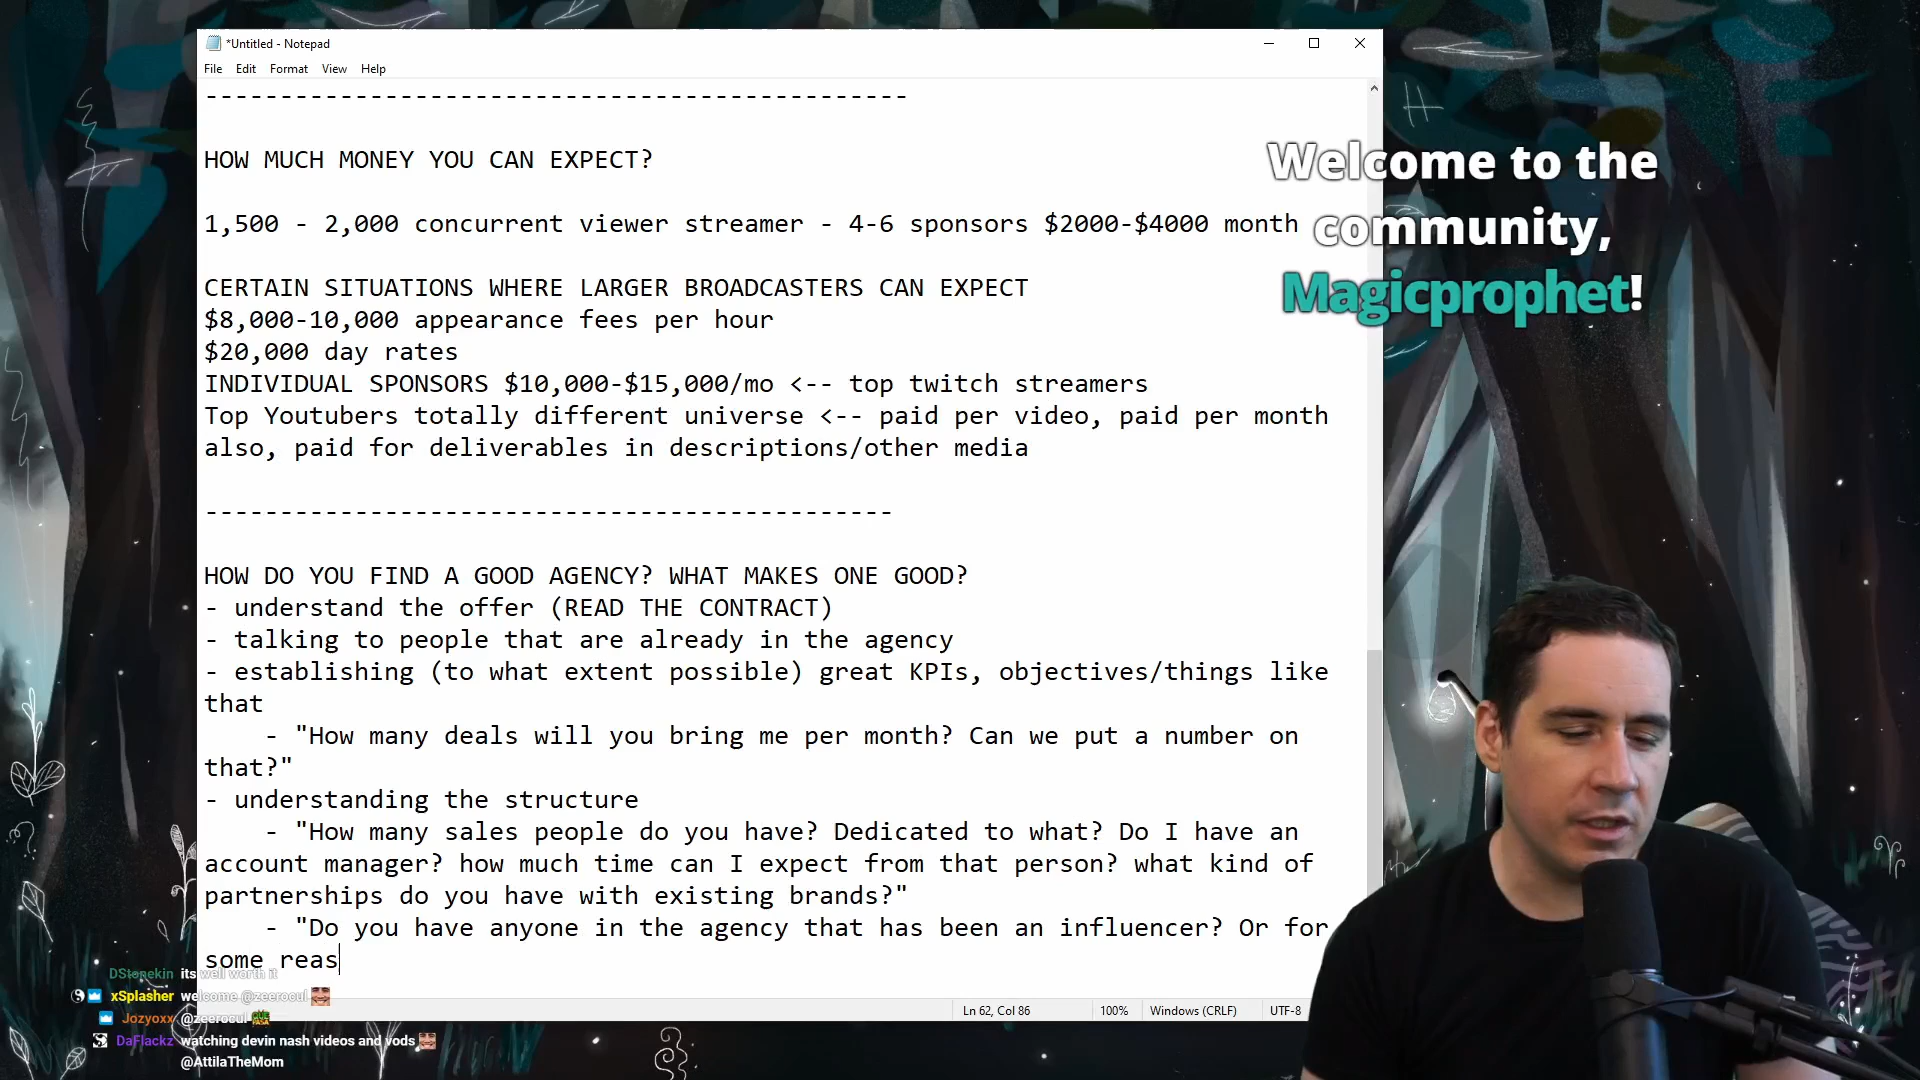 *Untitled - Notepad
File Edit Format View Help
-----------------------------------------------
HOW MUCH MONEY YOU CAN EXPECT?
1,500 - 2,000 concurrent viewer streamer - 4-6 sponsors $2000-$4000 month
CERTAIN SITUATIONS WHERE LARGER BROADCASTERS CAN EXPECT
$8,000-10,000 appearance fees per hour
$20,000 day rates
INDIVIDUAL SPONSORS $10,000-$15,000/mo <-- top twitch streamers
Top Youtubers totally different universe <-- paid per video, paid per month
also, paid for deliverables in descriptions/other media
----------------------------------------------
HOW DO YOU FIND A GOOD AGENCY? WHAT MAKES ONE GOOD?
- understand the offer (READ THE CONTRACT)
- talking to people that are already in the agency
- establishing (to what extent possible) great KPIs, objectives/things like
that
- "How many deals will you bring me per month? Can we put a number on
that?"
- understanding the structure
- "How many sales people do you have? Dedicated to what? Do I have an
account manager? how much time can I expect from that person? what kind of
partnerships do you have with existing brands?"
- "Do you have anyone in the agency that has been an influencer? Or for
some reas
Ln 62, Col 86 100% Windows (CRLF) UTF-8
Welcome to the
community,
Magicprophet!
DStonekin its well worth it
xSplasher welcome @zeerocul
Jozyoxx @zeerocul
DaFlackz watching devin nash videos and vods
@AttilaTheMom